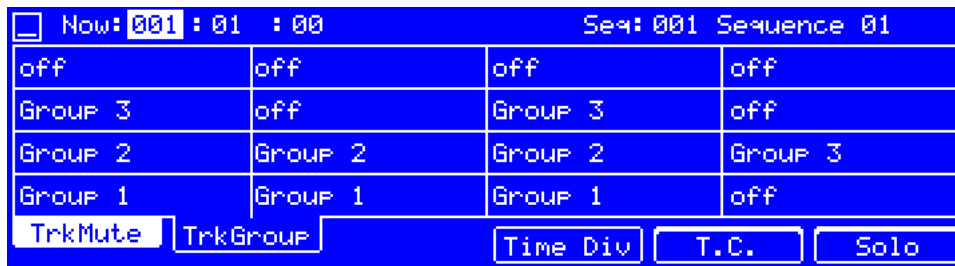 Now:001:01 :00 Seq:001 Sequence 01
off off off off
Group 3 off Group 3 off
Group 2 Group 2 Group 2 Group 3
Group 1 Group 1 Group 1 off
TrkMute TrkGroup Time Div T.C. Solo